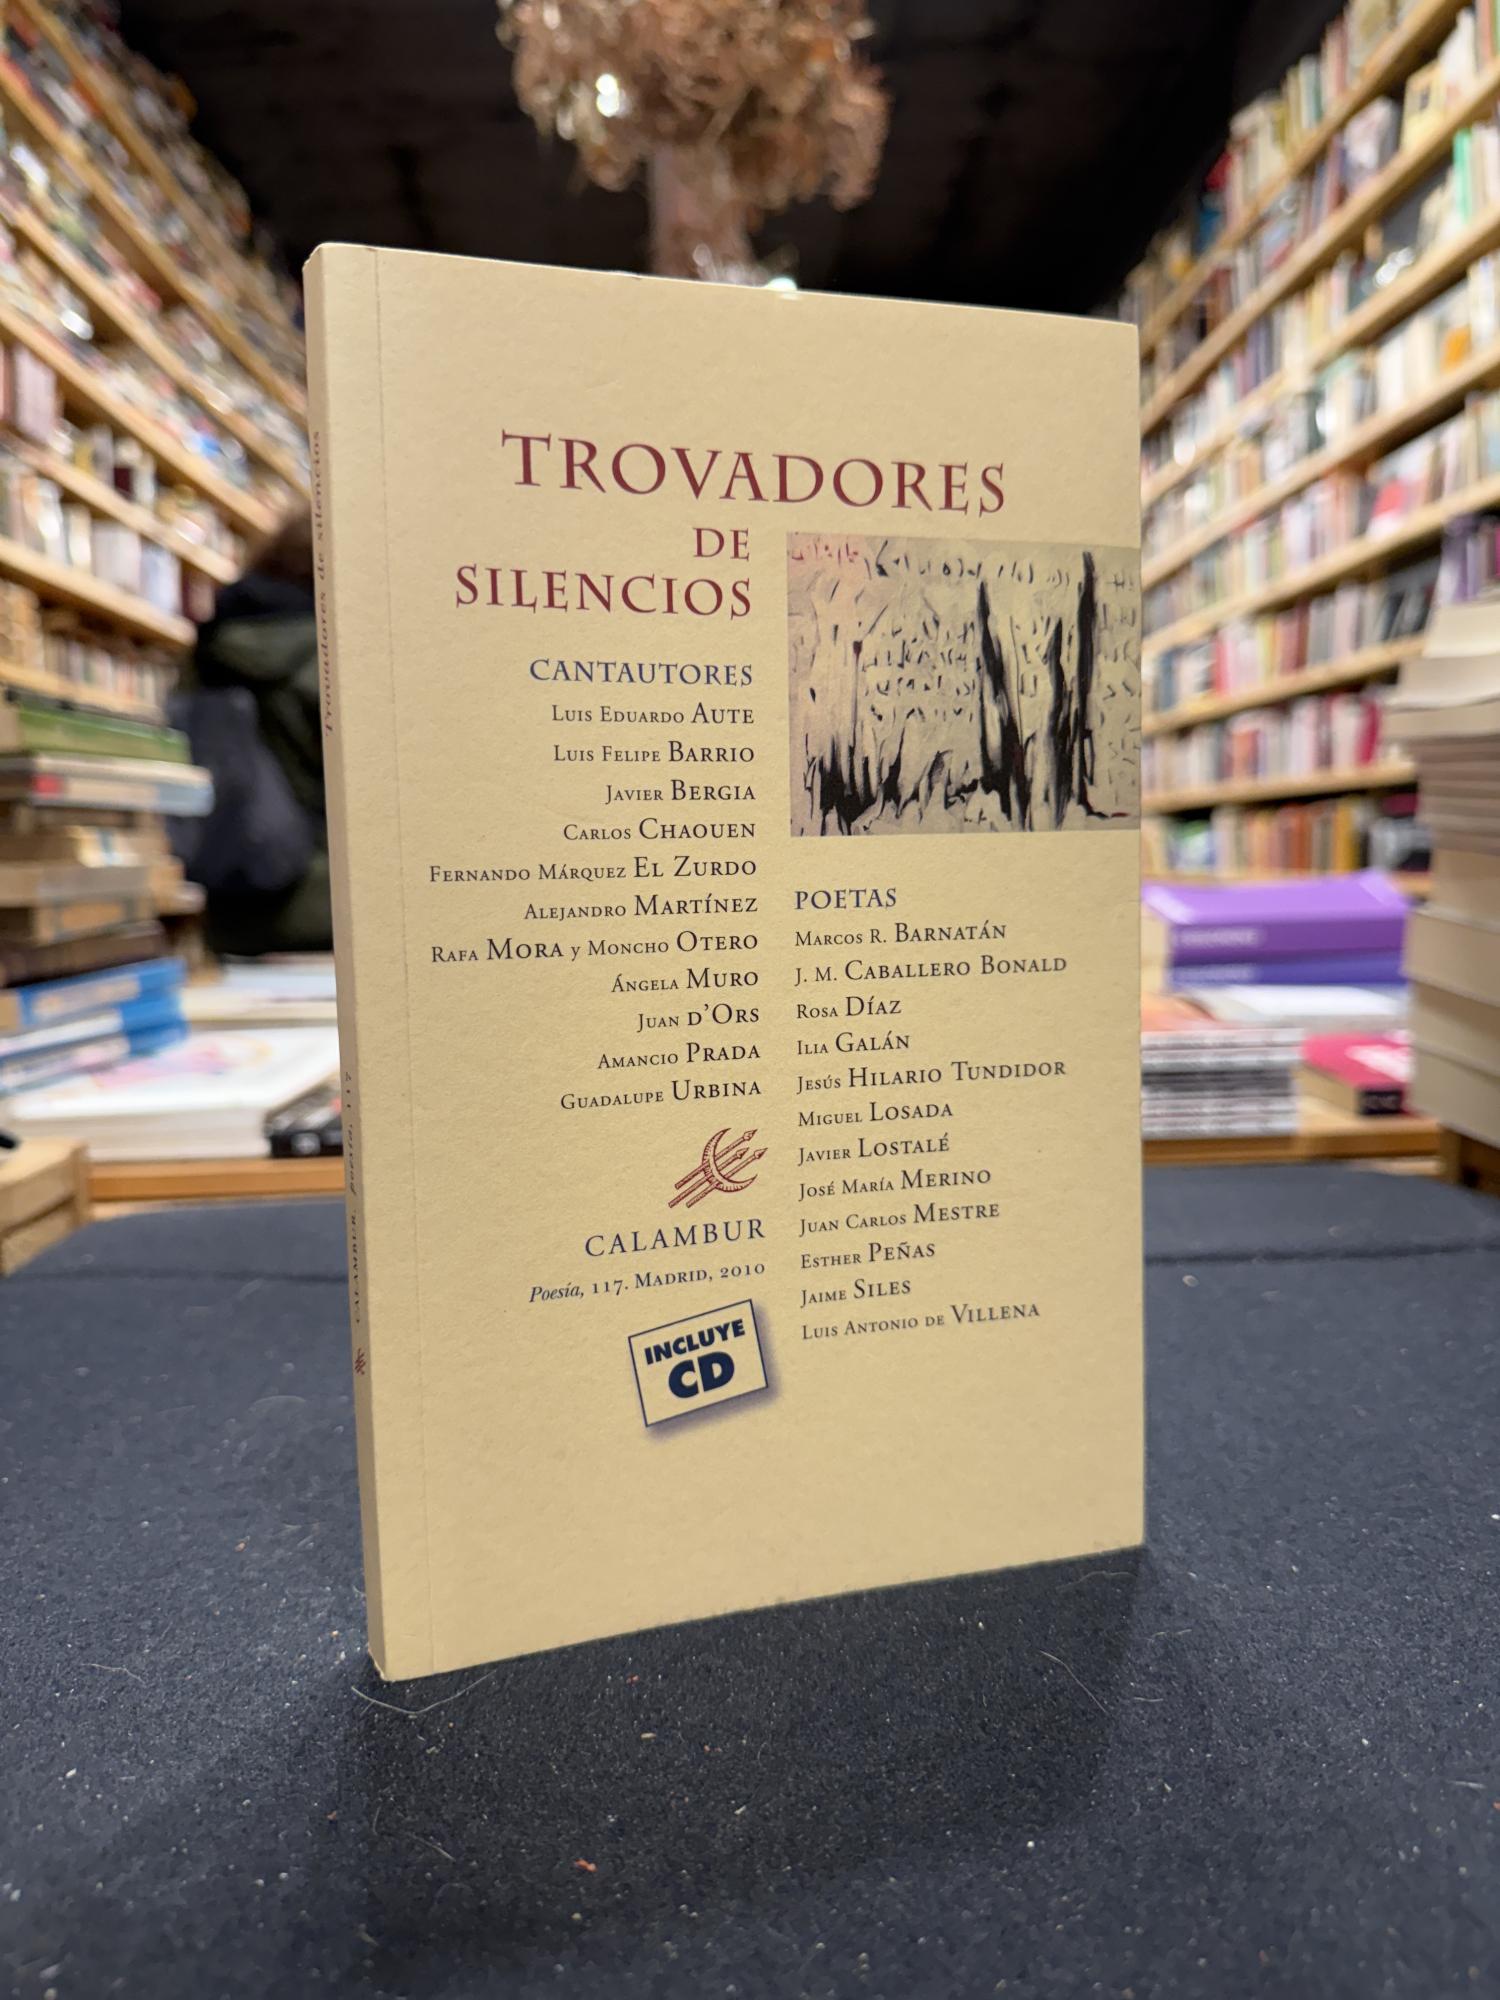 TROVADORES
DE
SILENCIOS
CANTAUTORES
Luis Eduardo AUTE
Luis Felipe BARRIO
Javier BERGIA
Carlos CHAOUEN
Fernando Márquez EL ZURDO
Alejandro MARTÍNEZ
Rafa MORA y Moncho OTERO
Ángela MURO
Juan D'ORS
Amancio PRADA
Guadalupe URBINA
CALAMBUR
Poesía, 117. MADRID, 2010
INCLUYE
CD
POETAS
Marcos R. BARNATÁN
J. M. CABALLERO BONALD
Rosa DÍAZ
Ilia GALÁN
Jesús HILARIO TUNDIDOR
Miguel LOSADA
Javier LOSTALÉ
José María MERINO
Juan Carlos MESTRE
Esther PEÑAS
Jaime SILES
Luis Antonio de VILLENA
Trovadores de silencios
CALAMBUR. poesía, 117